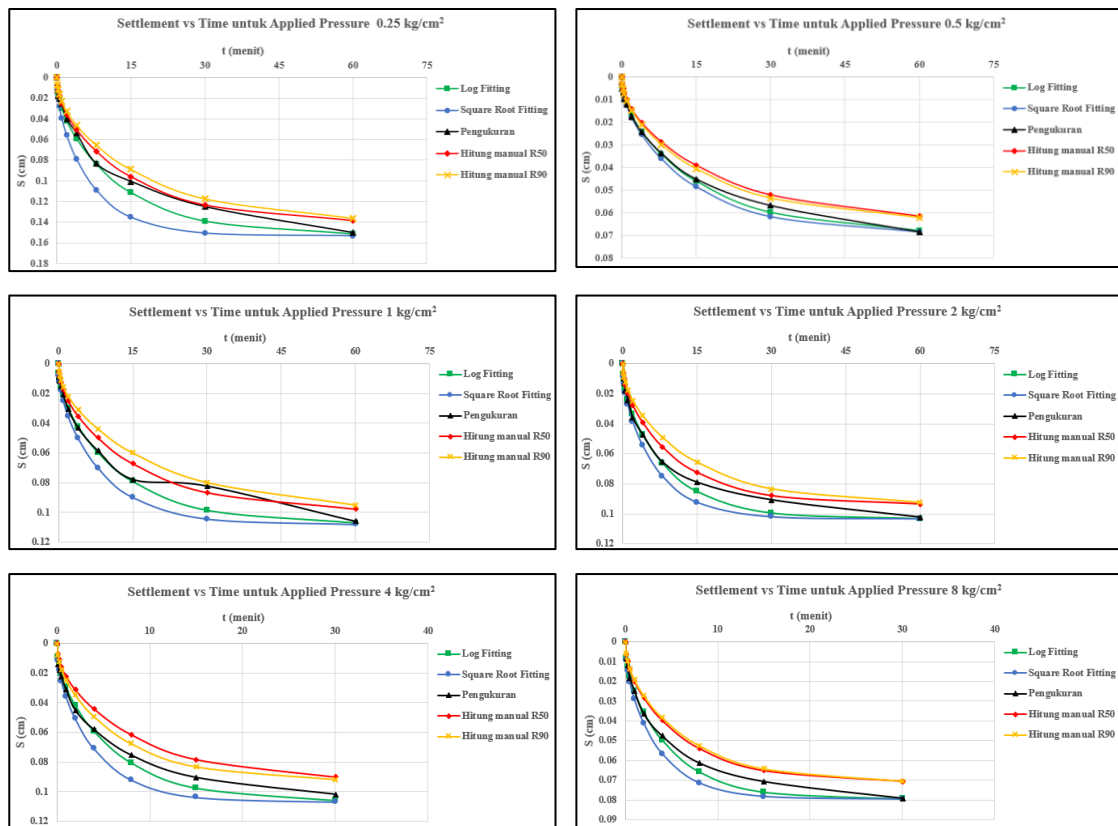 Settlement vs Time untuk Applied Pressure 0.25 kg/cm²
t (menit)
0 15 30 45 60 75
0
0.02
0.04
0.06
0.08
0.1
0.12
0.14
0.16
0.18
S (cm)
Log Fitting
Square Root Fitting
Pengukuran
Hitung manual R50
Hitung manual R90
Settlement vs Time untuk Applied Pressure 0.5 kg/cm²
t (menit)
0 15 30 45 60 75
0
0.01
0.02
0.03
0.04
0.05
0.06
0.07
S (cm)
Log Fitting
Square Root Fitting
Pengukuran
Hitung manual R50
Hitung manual R90
Settlement vs Time untuk Applied Pressure 1 kg/cm²
t (menit)
0 15 30 45 60 75
0
0.02
0.04
0.06
0.08
0.1
0.12
S (cm)
Log Fitting
Square Root Fitting
Pengukuran
Hitung manual R50
Hitung manual R90
Settlement vs Time untuk Applied Pressure 2 kg/cm²
t (menit)
0 15 30 45 60 75
0
0.02
0.04
0.06
0.08
0.1
0.12
S (cm)
Log Fitting
Square Root Fitting
Pengukuran
Hitung manual R50
Hitung manual R90
Settlement vs Time untuk Applied Pressure 4 kg/cm²
t (menit)
0 10 20 30 40
0
0.02
0.04
0.06
0.08
0.1
0.12
S (cm)
Log Fitting
Square Root Fitting
Pengukuran
Hitung manual R50
Hitung manual R90
Settlement vs Time untuk Applied Pressure 8 kg/cm²
t (menit)
0 10 20 30 40
0
0.01
0.02
0.03
0.04
0.05
0.06
0.07
0.08
0.09
S (cm)
Log Fitting
Square Root Fitting
Pengukuran
Hitung manual R50
Hitung manual R90